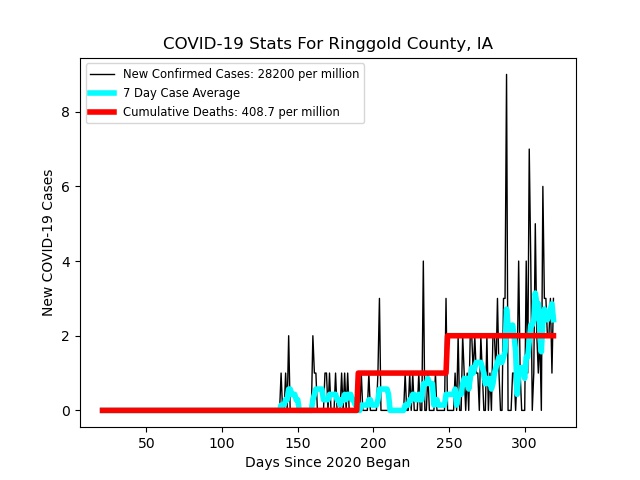 COVID-19 Stats For Ringgold County, IA
New Confirmed Cases: 28200 per million
7 Day Case Average
Cumulative Deaths: 408.7 per million
New COVID-19 Cases
8
6
4
2
0
50 100 150 200 250 300
Days Since 2020 Began